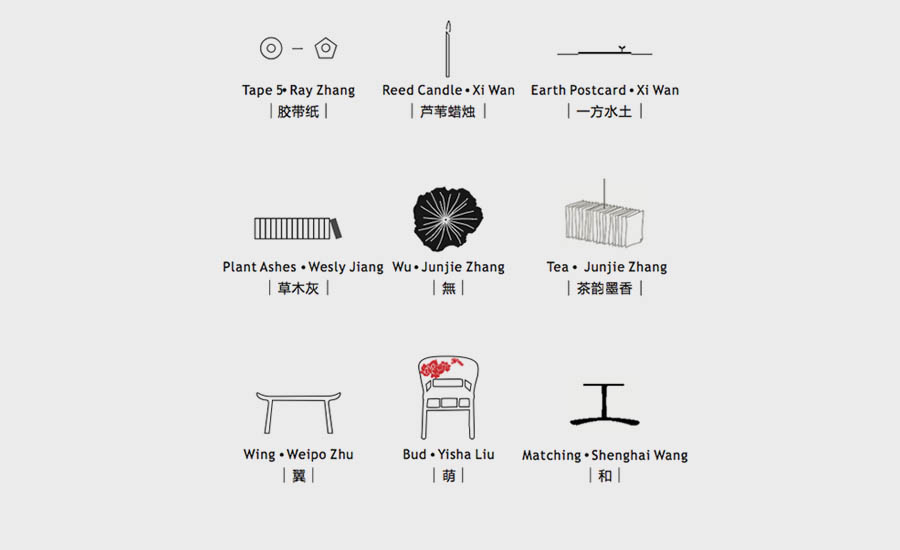 Tape 5•Ray Zhang
|胶带纸|
Reed Candle•Xi Wan
|芦苇蜡烛|
Earth Postcard•Xi Wan
|一方水土|
Plant Ashes •Wesly Jiang
|草木灰|
Wu•Junjie Zhang
|無|
Tea• Junjie Zhang
|茶韵墨香|
Wing•Weipo Zhu
|翼|
Bud •Yisha Liu
|萌|
Matching•Shenghai Wang
|和|